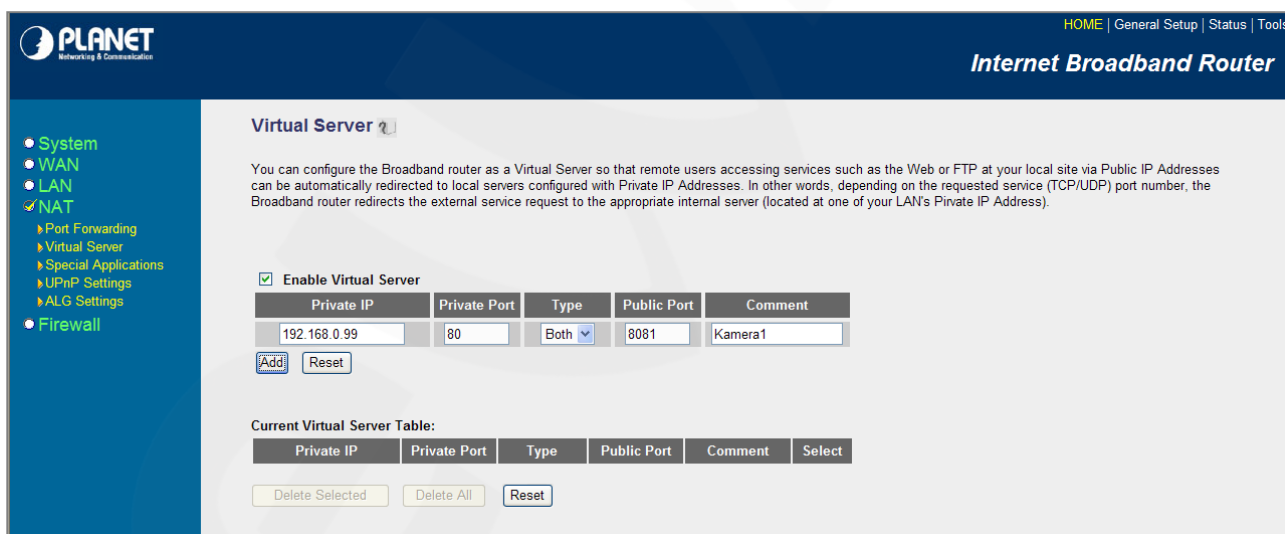 PLANET
Networking & Communication
HOME | General Setup | Status | Tools
Internet Broadband Router
System
WAN
LAN
NAT
Port Forwarding
Virtual Server
Special Applications
UPnP Settings
ALG Settings
Firewall
Virtual Server
You can configure the Broadband router as a Virtual Server so that remote users accessing services such as the Web or FTP at your local site via Public IP Addresses
can be automatically redirected to local servers configured with Private IP Addresses. In other words, depending on the requested service (TCP/UDP) port number, the
Broadband router redirects the external service request to the appropriate internal server (located at one of your LAN's Pirvate IP Address).
Enable Virtual Server
Private IP Private Port Type Public Port Comment
192.168.0.99 80 Both 8081 Kamera1
Add Reset
Current Virtual Server Table:
Private IP Private Port Type Public Port Comment Select
Delete Selected Delete All Reset